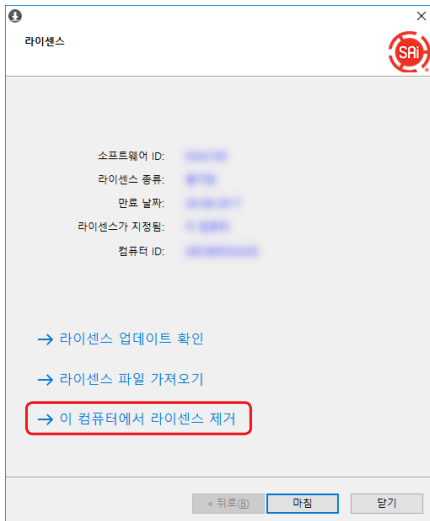 라이센스
SAi
소프트웨어 ID:
라이센스 종류:
만료 날짜:
라이센스가 지정됨:
컴퓨터 ID:
→ 라이센스 업데이트 확인
→ 라이센스 파일 가져오기
→ 이 컴퓨터에서 라이센스 제거
< 뒤로(B) 마침 닫기